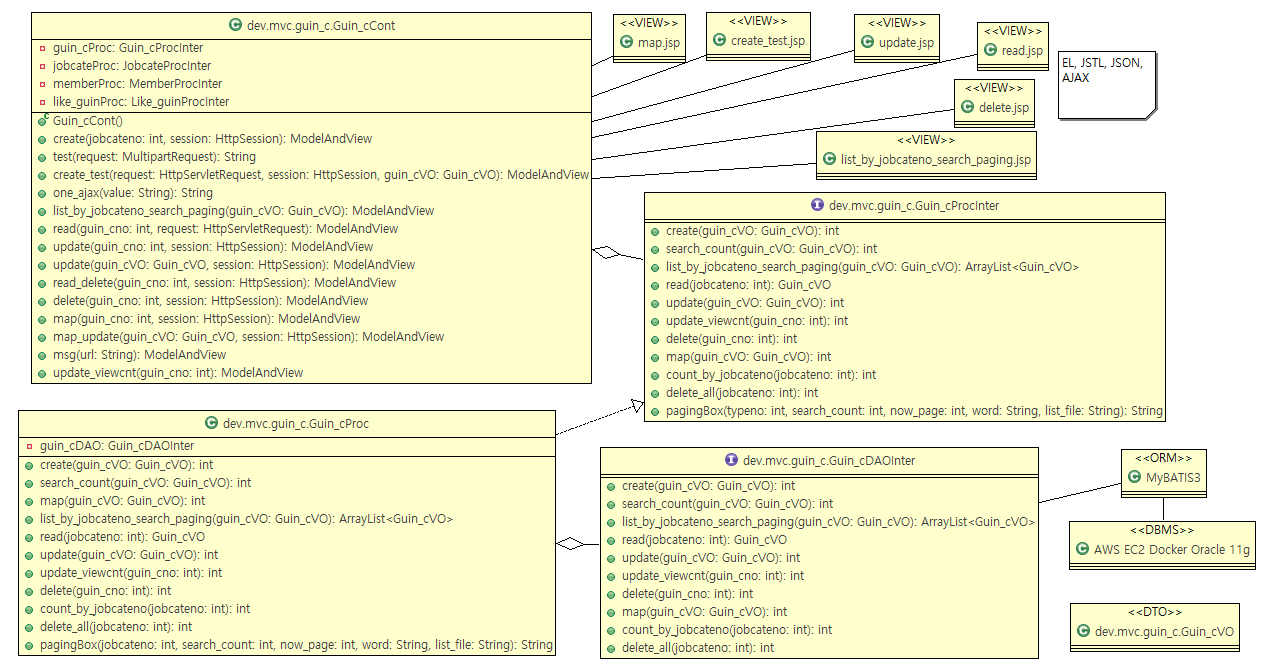 dev.mvc.guin_c.Guin_cCont
guin_cProc: Guin_cProcInter
jobcateProc: JobcateProcInter
memberProc: MemberProcInter
like_guinProc: Like_guinProcInter
Guin_cCont()
create(jobcateno: int, session: HttpSession): ModelAndView
test(request: MultipartRequest): String
create_test(request: HttpServletRequest, session: HttpSession, guin_cVO: Guin_cVO): ModelAndView
one_ajax(value: String): String
list_by_jobcateno_search_paging(guin_cVO: Guin_cVO): ModelAndView
read(guin_cno: int, request: HttpServletRequest): ModelAndView
update(guin_cno: int, session: HttpSession): ModelAndView
update(guin_cVO: Guin_cVO, session: HttpSession): ModelAndView
read_delete(guin_cno: int, session: HttpSession): ModelAndView
delete(guin_cno: int, session: HttpSession): ModelAndView
map(guin_cno: int, session: HttpSession): ModelAndView
map_update(guin_cVO: Guin_cVO, session: HttpSession): ModelAndView
msg(url: String): ModelAndView
update_viewcnt(guin_cno: int): ModelAndView
<<VIEW>>
map.jsp
<<VIEW>>
create_test.jsp
<<VIEW>>
update.jsp
<<VIEW>>
read.jsp
<<VIEW>>
delete.jsp
<<VIEW>>
list_by_jobcateno_search_paging.jsp
EL, JSTL, JSON,
AJAX
dev.mvc.guin_c.Guin_cProcInter
create(guin_cVO: Guin_cVO): int
search_count(guin_cVO: Guin_cVO): int
list_by_jobcateno_search_paging(guin_cVO: Guin_cVO): ArrayList<Guin_cVO>
read(jobcateno: int): Guin_cVO
update(guin_cVO: Guin_cVO): int
update_viewcnt(guin_cno: int): int
delete(guin_cno: int): int
map(guin_cVO: Guin_cVO): int
count_by_jobcateno(jobcateno: int): int
delete_all(jobcateno: int): int
pagingBox(typeno: int, search_count: int, now_page: int, word: String, list_file: String): String
dev.mvc.guin_c.Guin_cProc
guin_cDAO: Guin_cDAOInter
create(guin_cVO: Guin_cVO): int
search_count(guin_cVO: Guin_cVO): int
map(guin_cVO: Guin_cVO): int
list_by_jobcateno_search_paging(guin_cVO: Guin_cVO): ArrayList<Guin_cVO>
read(jobcateno: int): Guin_cVO
update(guin_cVO: Guin_cVO): int
update_viewcnt(guin_cno: int): int
delete(guin_cno: int): int
count_by_jobcateno(jobcateno: int): int
delete_all(jobcateno: int): int
pagingBox(jobcateno: int, search_count: int, now_page: int, word: String, list_file: String): String
dev.mvc.guin_c.Guin_cDAOInter
create(guin_cVO: Guin_cVO): int
search_count(guin_cVO: Guin_cVO): int
list_by_jobcateno_search_paging(guin_cVO: Guin_cVO): ArrayList<Guin_cVO>
read(jobcateno: int): Guin_cVO
update(guin_cVO: Guin_cVO): int
update_viewcnt(guin_cno: int): int
delete(guin_cno: int): int
map(guin_cVO: Guin_cVO): int
count_by_jobcateno(jobcateno: int): int
delete_all(jobcateno: int): int
<<ORM>>
MyBATIS3
<<DBMS>>
AWS EC2 Docker Oracle 11g
<<DTO>>
dev.mvc.guin_c.Guin_cVO